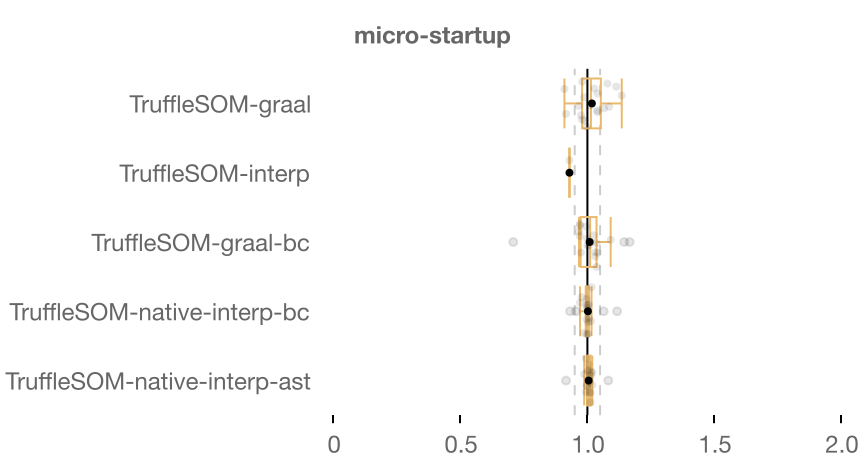 micro-startup
TruffleSOM-graal
TruffleSOM-interp
TruffleSOM-graal-bc
TruffleSOM-native-interp-bc
TruffleSOM-native-interp-ast
0 0.5 1.0 1.5 2.0